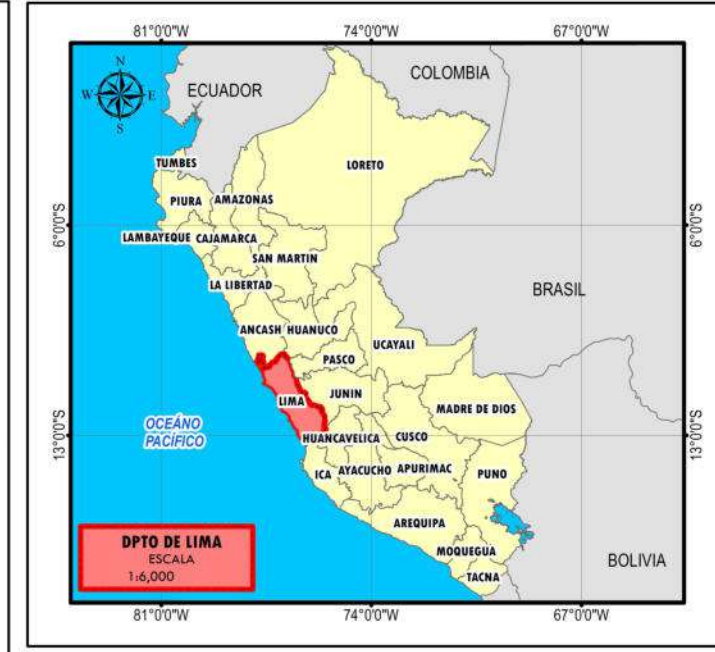 81°0'0"W 74°0'0"W 67°0'0"W
N
W E
S
ECUADOR
COLOMBIA
TUMBES
LORETO
PIURA AMAZONAS
6°0'0"S 6°0'0"S
LAMBAYEQUE CAJAMARCA
SAN MARTIN
LA LIBERTAD
BRASIL
ANCASH HUANUCO
UCAYALI
PASCO
JUNIN
LIMA
MADRE DE DIOS
OCEÁNO
PACÍFICO
13°0'0"S 13°0'0"S
HUANCAVELICA CUSCO
ICA AYACUCHO APURIMAC PUNO
AREQUIPA
DPTO DE LIMA
ESCALA
1:6,000
MOQUEGUA
BOLIVIA
TACNA
81°0'0"W 74°0'0"W 67°0'0"W